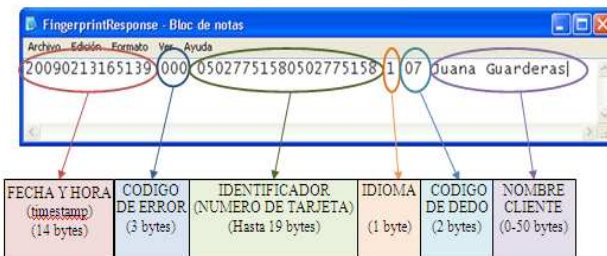 FingerprintResponse - Bloc de notas
Archivo Edición Formato Ver Ayuda
20090213165139 000 05027751580502775158 1 07 Juana Guarderas
FECHA Y HORA CODIGO IDENTIFICADOR IDIOMA CODIGO NOMBRE
(timestamp) DE ERROR (NUMERO DE TARJETA) DE DEDO CLIENTE
(14 bytes) (3 bytes) (Hasta 19 bytes) (1 byte) (2 bytes) (0-50 bytes)